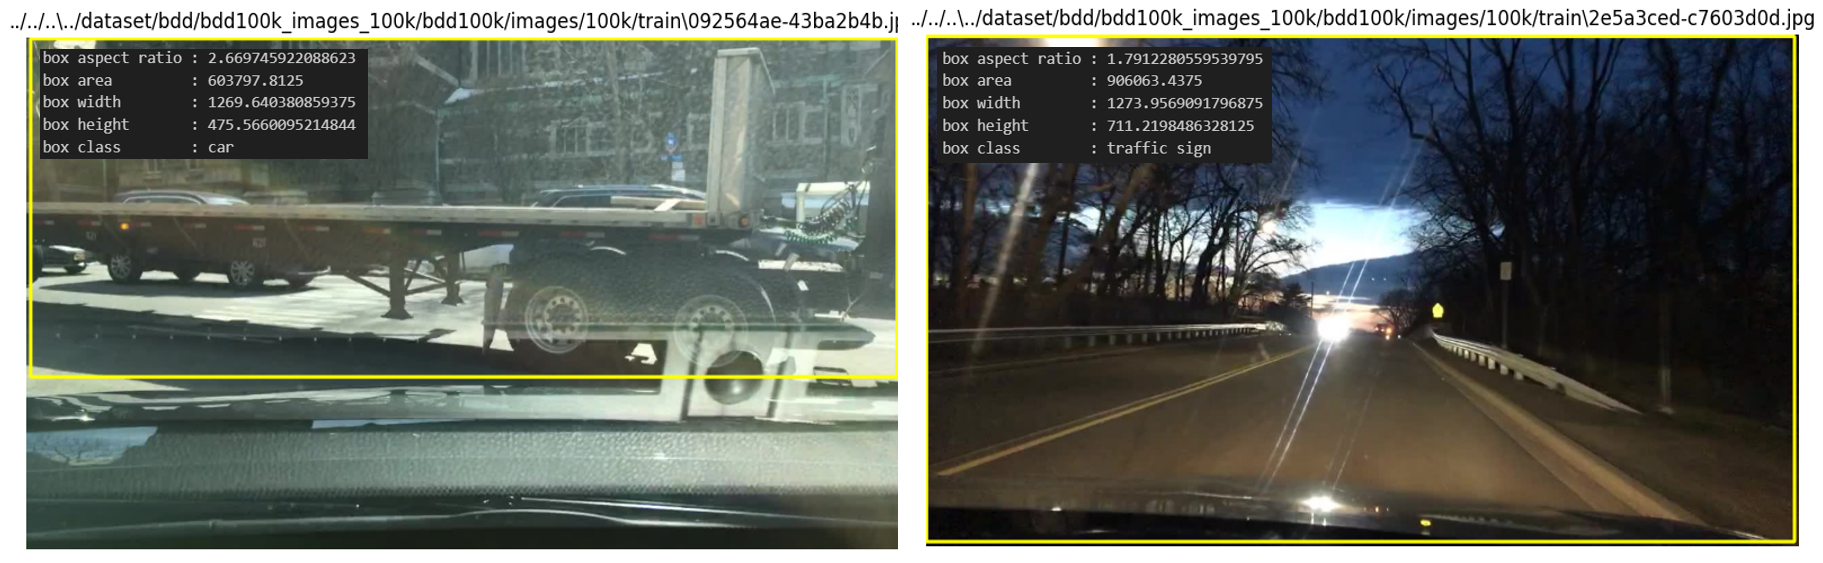 ../../..\../dataset/bdd/bdd100k_images_100k/bdd100k/images/100k/train\092564ae-43ba2b4b.jp
box aspect ratio : 2.669745922088623
box area : 603797.8125
box width : 1269.640380859375
box height : 475.5660095214844
box class : car
../../..\../dataset/bdd/bdd100k_images_100k/bdd100k/images/100k/train\2e5a3ced-c7603d0d.jpg
box aspect ratio : 1.7912280559539795
box area : 906063.4375
box width : 1273.9569091796875
box height : 711.2198486328125
box class : traffic sign